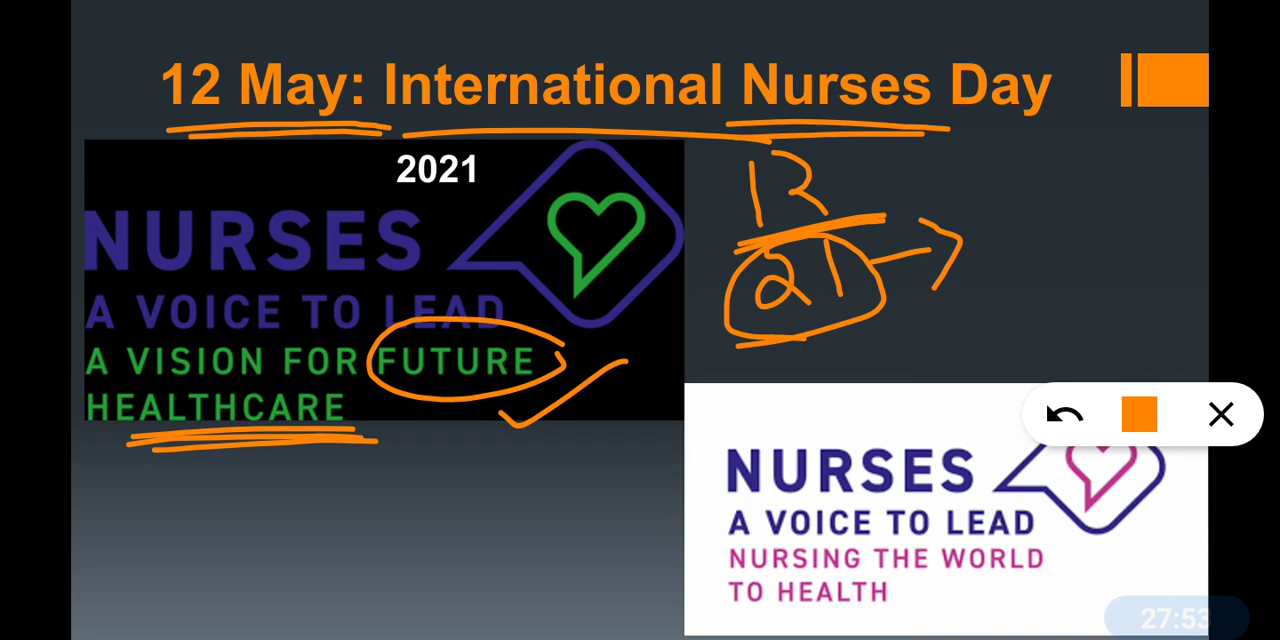 12 May: International Nurses Day
2021
NURSES
A VOICE TO LEAD
A VISION FOR FUTURE
HEALTHCARE
12
21
NURSES
A VOICE TO LEAD
NURSING THE WORLD
TO HEALTH
27:53